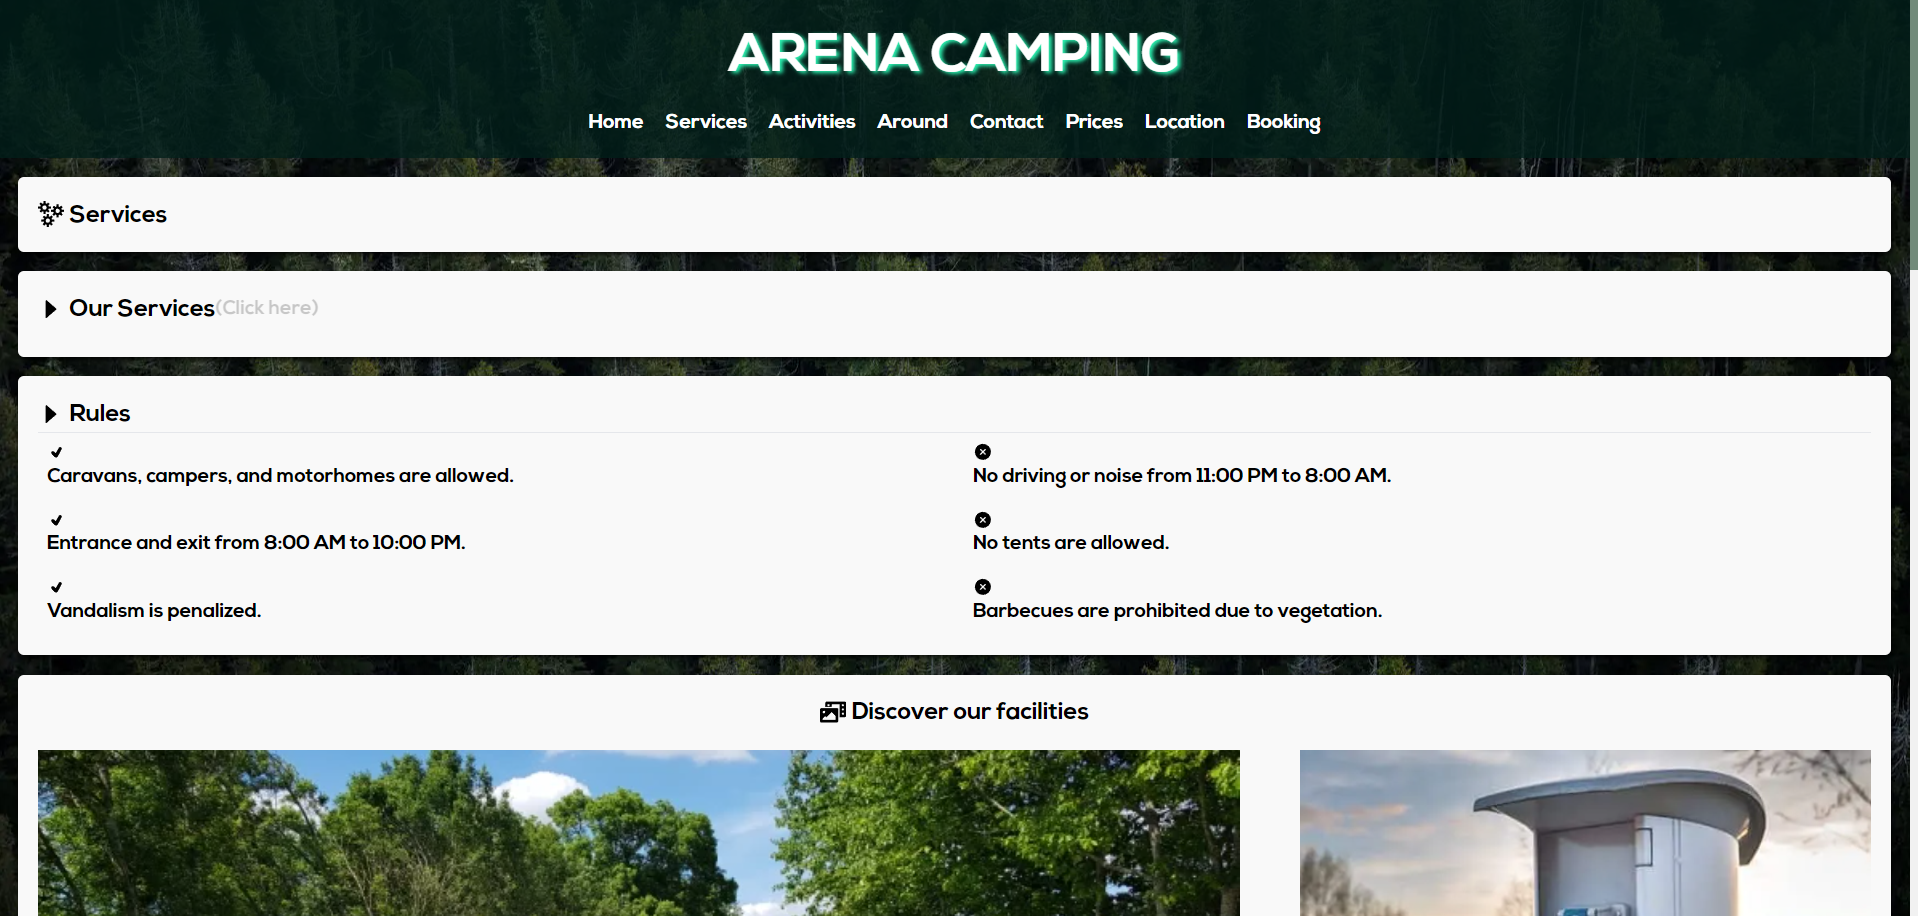 ARENA CAMPING
Home Services Activities Around Contact Prices Location Booking
Services
Our Services(Click here)
Rules
Caravans, campers, and motorhomes are allowed.
No driving or noise from 11:00 PM to 8:00 AM.
Entrance and exit from 8:00 AM to 10:00 PM.
No tents are allowed.
Vandalism is penalized.
Barbecues are prohibited due to vegetation.
Discover our facilities